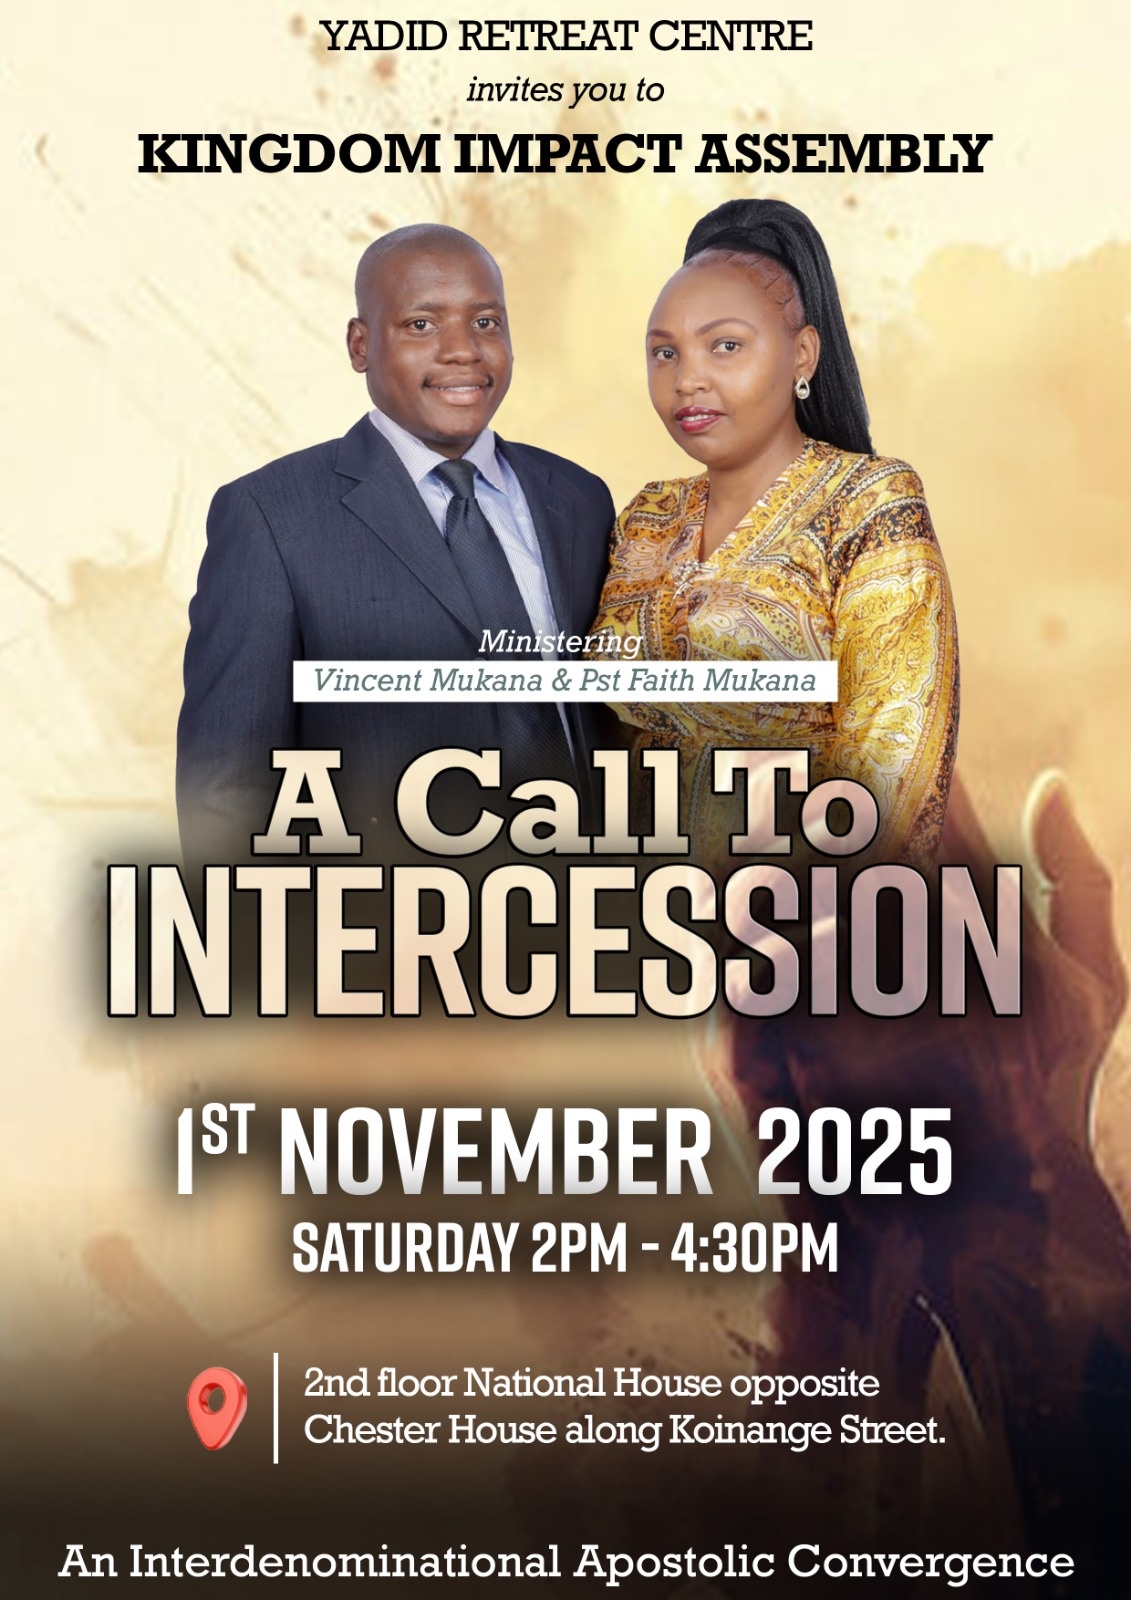 YADID RETREAT CENTRE
invites you to
KINGDOM IMPACT ASSEMBLY
Ministering
Vincent Mukana & Pst Faith Mukana
A Call To
INTERCESSION
1ST NOVEMBER 2025
SATURDAY 2PM - 4:30PM
2nd floor National House opposite
Chester House along Koinange Street.
An Interdenominational Apostolic Convergence